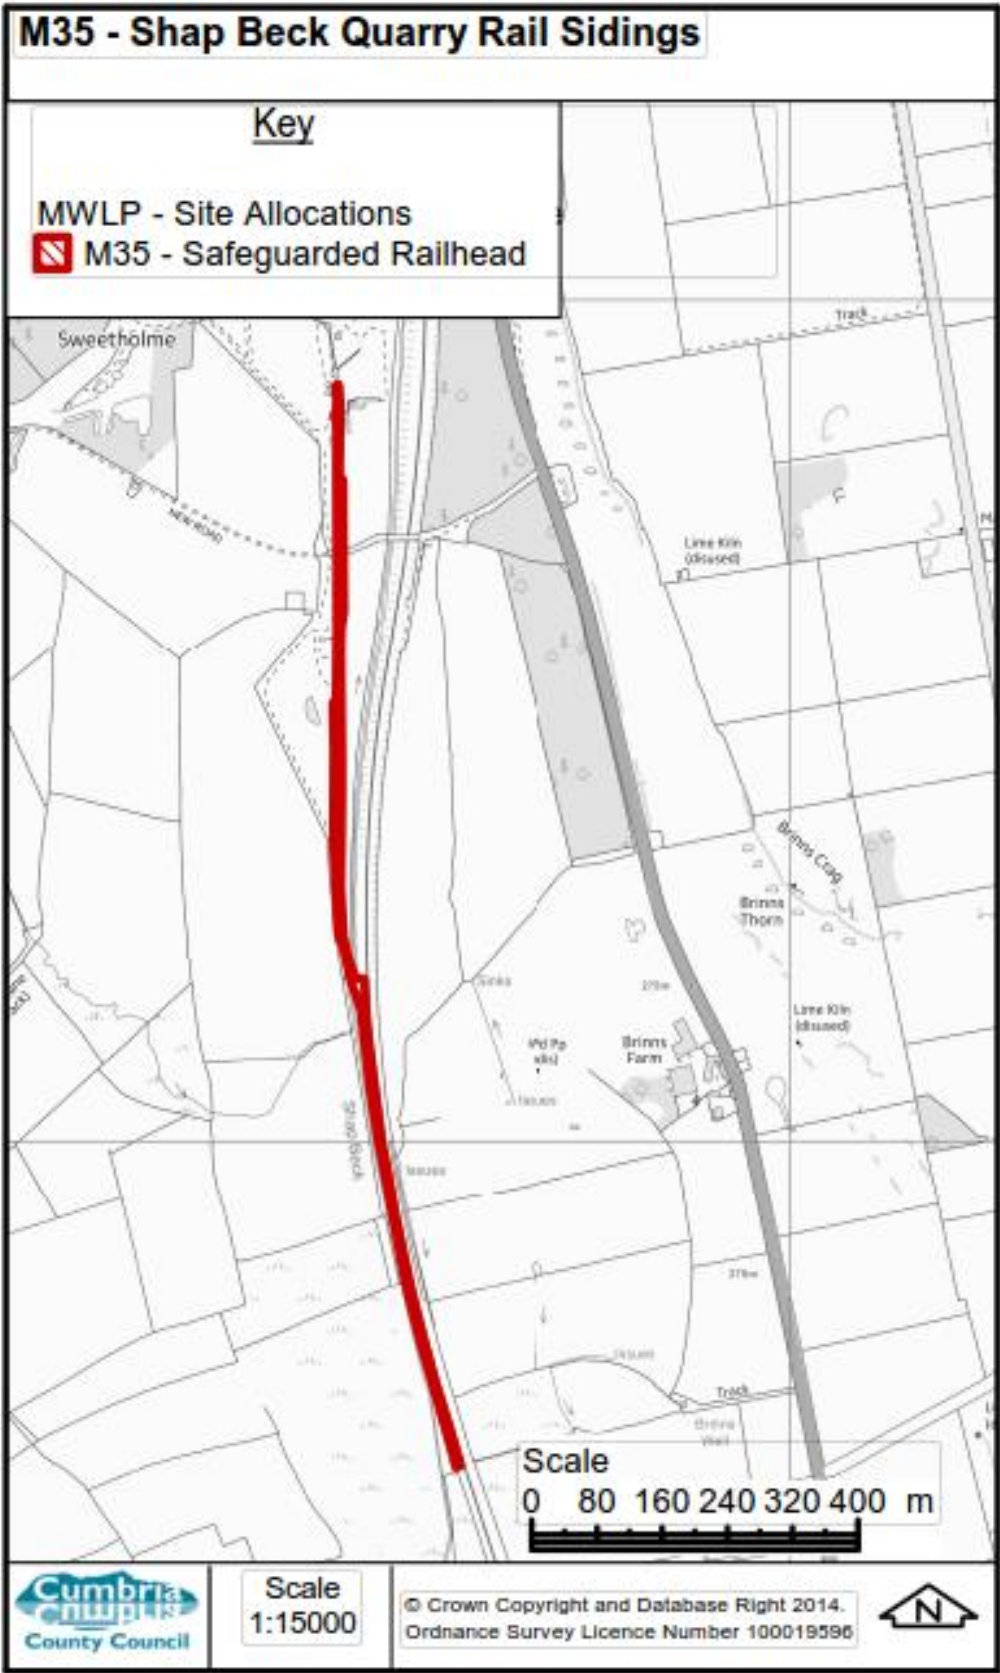 M35 - Shap Beck Quarry Rail Sidings
Key
MWLP - Site Allocations
M35 - Safeguarded Railhead
Sweetholme
Track
NEW ROAD
Lime Kiln
(disused)
Brinns Crag
Brinns
Thorn
Sinks
Lime Kiln
(disused)
Brinns
Farm
Shap Beck
Issues
Track
Brinns
Well
Scale
0 80 160 240 320 400 m
Cumbria
County Council
Scale
1:15000
© Crown Copyright and Database Right 2014.
Ordnance Survey Licence Number 100019596
N